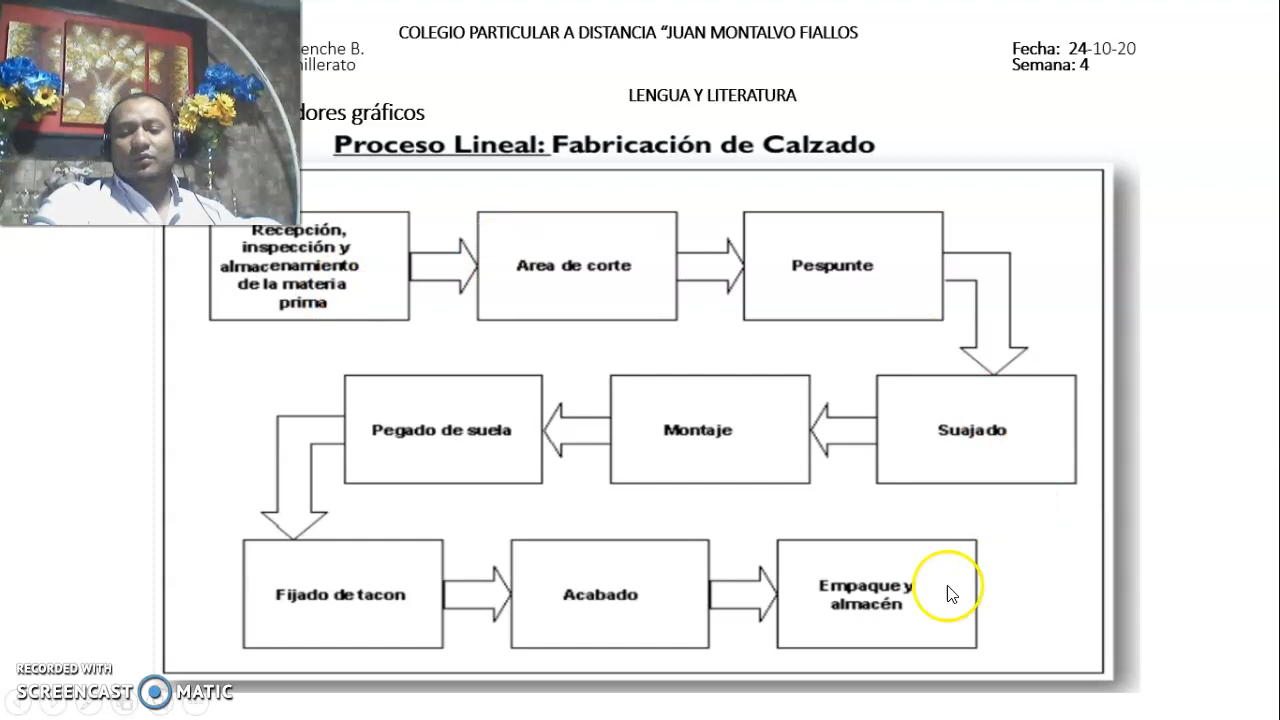 COLEGIO PARTICULAR A DISTANCIA “JUAN MONTALVO FIALLOS
enche B.
Fecha: 24-10-20
illerato
Semana: 4
LENGUA Y LITERATURA
dores gráficos
Proceso Lineal: Fabricación de Calzado
Recepción,
inspección y
almacenamiento
de la materia
prima
Area de corte
Pespunte
Pegado de suela
Montaje
Suajado
Fijado de tacon
Acabado
Empaque y
almacén
RECORDED WITH
SCREENCAST MATIC